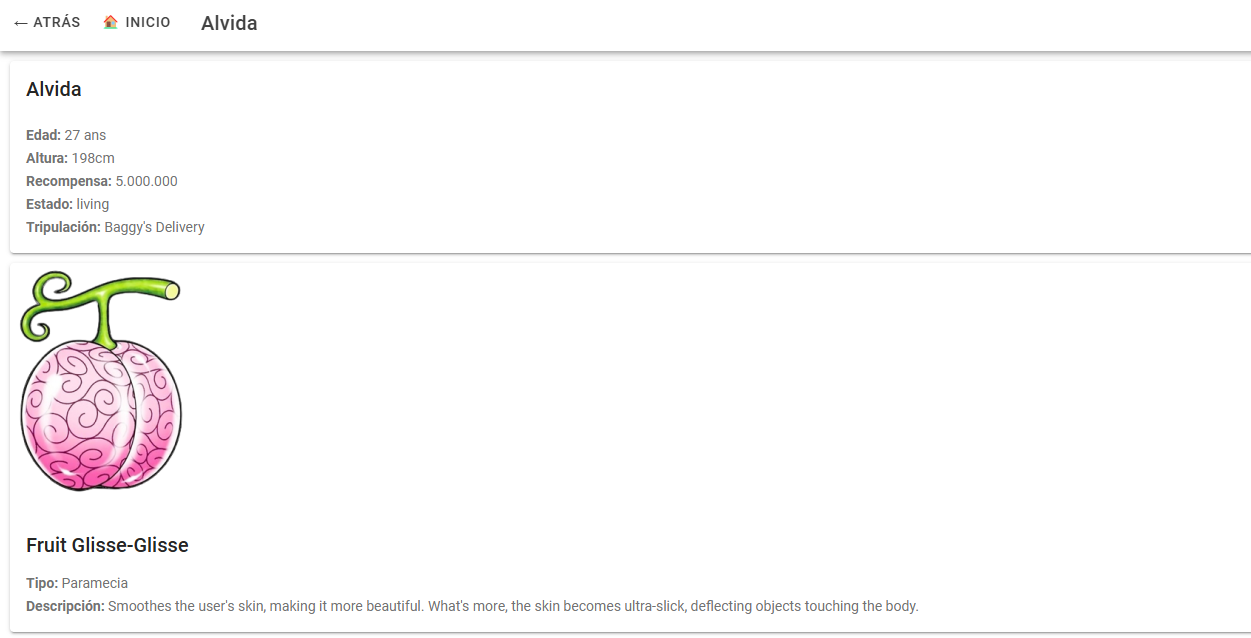 ← ATRÁS 🏠 INICIO Alvida
Alvida
Edad: 27 ans
Altura: 198cm
Recompensa: 5.000.000
Estado: living
Tripulación: Baggy's Delivery
Fruit Glisse-Glisse
Tipo: Paramecia
Descripción: Smoothes the user's skin, making it more beautiful. What's more, the skin becomes ultra-slick, deflecting objects touching the body.